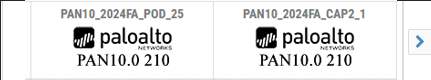 PAN10_2024FA_POD_25
paloalto
NETWORKS
PAN10.0 210
PAN10_2024FA_CAP2_1
paloalto
NETWORKS
PAN10.0 210